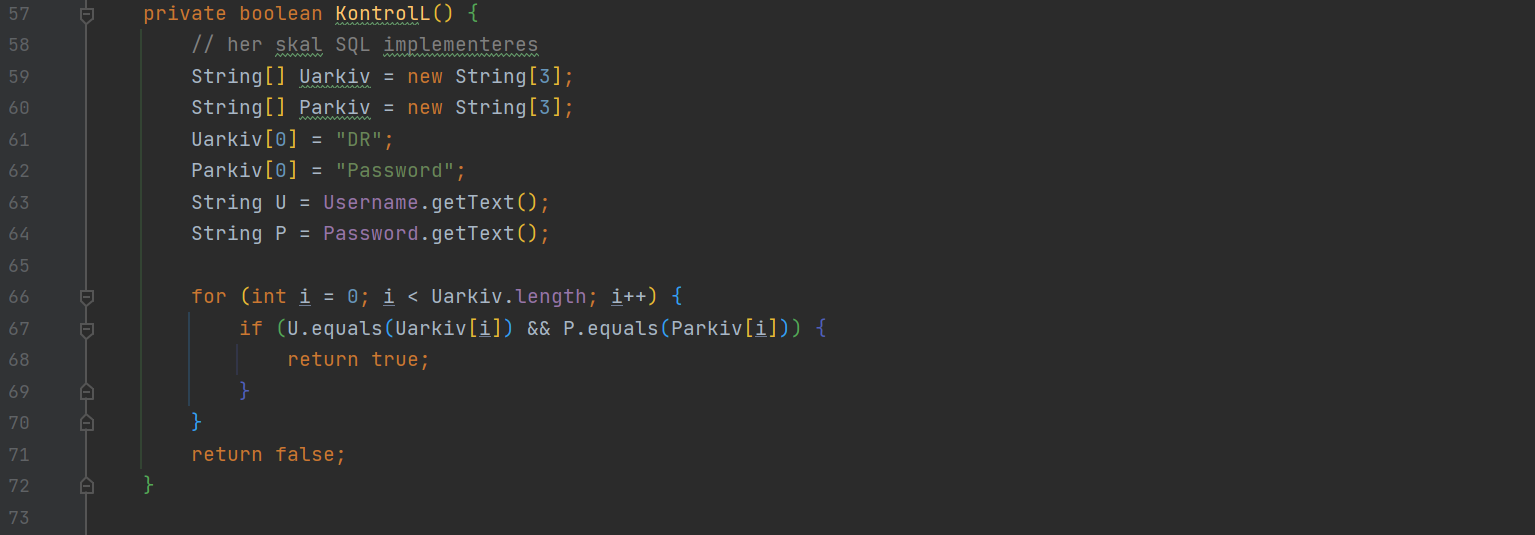 57 private boolean KontrolL() {
58 // her skal SQL implementeres
59 String[] Uarkiv = new String[3];
60 String[] Parkiv = new String[3];
61 Uarkiv[0] = "DR";
62 Parkiv[0] = "Password";
63 String U = Username.getText();
64 String P = Password.getText();
65
66 for (int i = 0; i < Uarkiv.length; i++) {
67 if (U.equals(Uarkiv[i]) && P.equals(Parkiv[i])) {
68 return true;
69 }
70 }
71 return false;
72 }
73